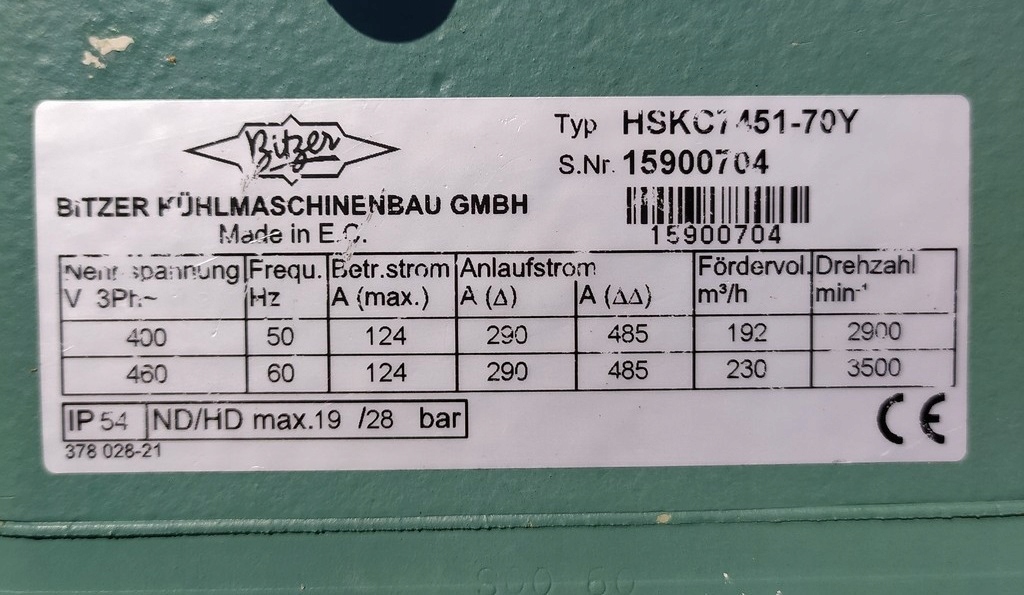 Bitzer
Typ HSKC7451-70Y
S.Nr. 15900704
BITZER KÜHLMASCHINENBAU GMBH
Made in E.C.
15900704
Nennspannung Frequ. Betr.strom Anlaufstrom Fördervol. Drehzahl
V 3Ph~ Hz A (max.) A (Δ) A (ΔΔ) m³/h min⁻¹
400 50 124 290 485 192 2900
460 60 124 290 485 230 3500
IP 54 ND/HD max.19 /28 bar
CE
378 028-21